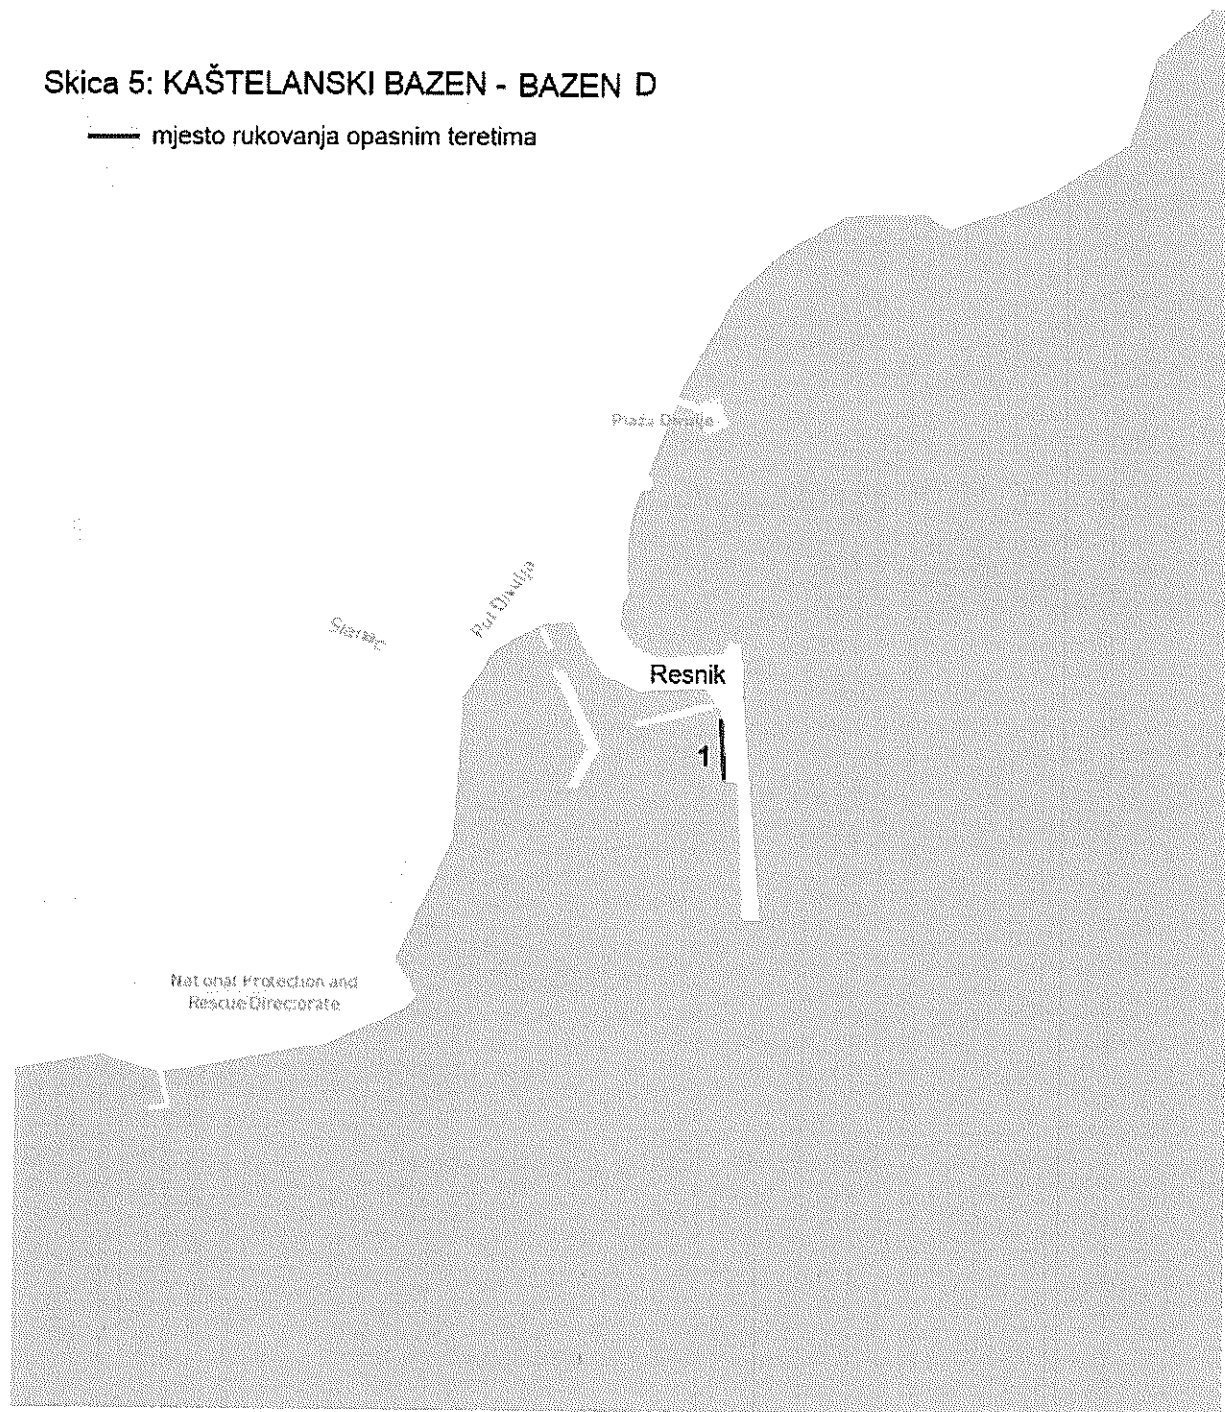 Skica 5: KAŠTELANSKI BAZEN - BAZEN D
mjesto rukovanja opasnim teretima
Plaža Divulje
Put Divulja
Resnik
1
National Protection and
Rescue Directorate